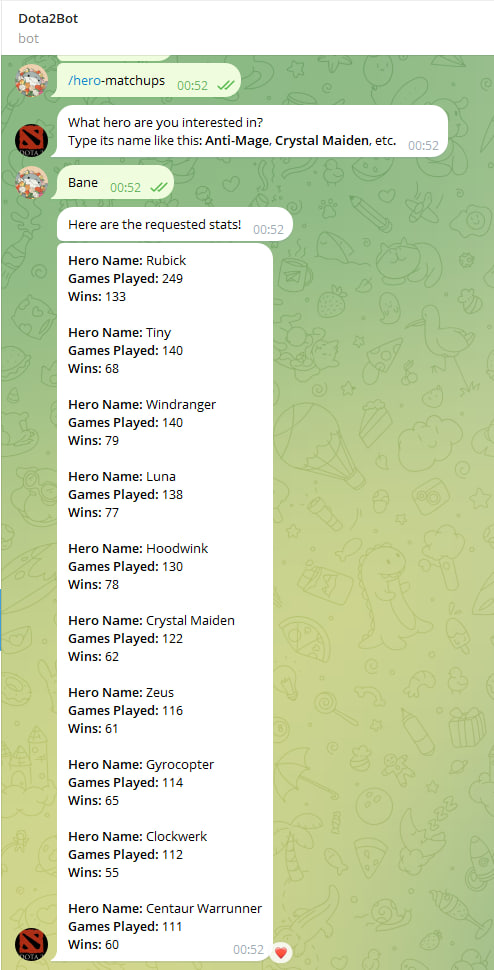 Dota2Bot
bot
/hero-matchups 00:52
What hero are you interested in?
Type its name like this: Anti-Mage, Crystal Maiden, etc. 00:52
DOTA
Bane 00:52
Here are the requested stats! 00:52
Hero Name: Rubick
Games Played: 249
Wins: 133
Hero Name: Tiny
Games Played: 140
Wins: 68
Hero Name: Windranger
Games Played: 140
Wins: 79
Hero Name: Luna
Games Played: 138
Wins: 77
Hero Name: Hoodwink
Games Played: 130
Wins: 78
Hero Name: Crystal Maiden
Games Played: 122
Wins: 62
Hero Name: Zeus
Games Played: 116
Wins: 61
Hero Name: Gyrocopter
Games Played: 114
Wins: 65
Hero Name: Clockwerk
Games Played: 112
Wins: 55
Hero Name: Centaur Warrunner
Games Played: 111
Wins: 60 00:52
DOTA